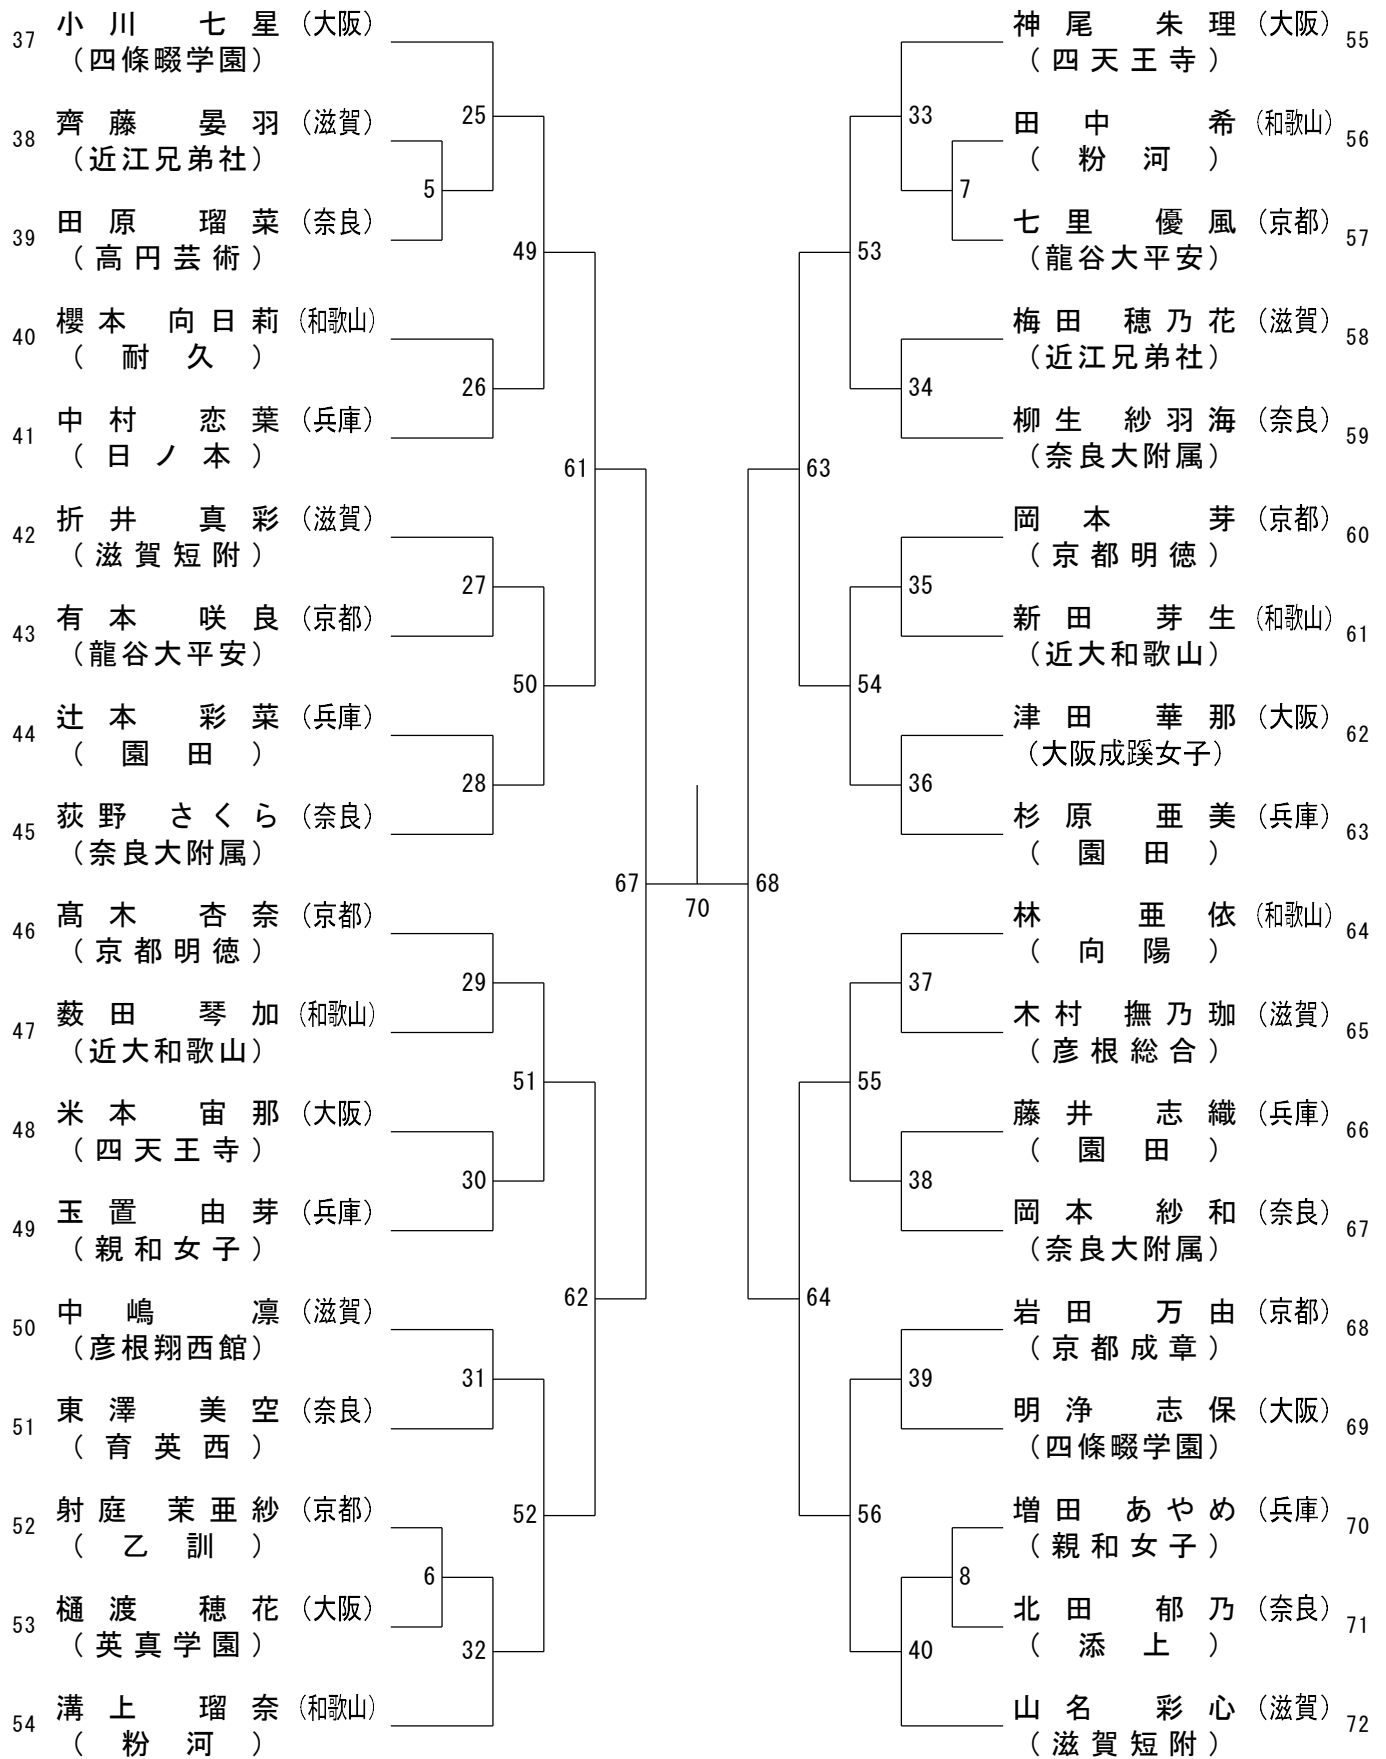 37 小川 七星 (大阪)
(四條畷学園)
38 齊藤 晏羽 (滋賀)
(近江兄弟社)
39 田原 瑠菜 (奈良)
(高円芸術)
40 櫻本 向日莉 (和歌山)
(耐久)
41 中村 恋葉 (兵庫)
(日ノ本)
42 折井 真彩 (滋賀)
(滋賀短附)
43 有本 咲良 (京都)
(龍谷大平安)
44 辻本 彩菜 (兵庫)
(園田)
45 荻野 さくら (奈良)
(奈良大附属)
46 髙木 杏奈 (京都)
(京都明徳)
47 薮田 琴加 (和歌山)
(近大和歌山)
48 米本 宙那 (大阪)
(四天王寺)
49 玉置 由芽 (兵庫)
(親和女子)
50 中嶋 凛 (滋賀)
(彦根翔西館)
51 東澤 美空 (奈良)
(育英西)
52 射庭 茉亜紗 (京都)
(乙訓)
53 樋渡 穂花 (大阪)
(英真学園)
54 溝上 瑠奈 (和歌山)
(粉河)
5
6
25
26
27
28
29
30
31
32
49
50
51
52
61
62
67
70
68
63
64
53
54
55
56
33
34
35
36
37
38
39
40
7
8
神尾 朱理 (大阪) 55
(四天王寺)
田中 希 (和歌山) 56
(粉河)
七里 優風 (京都) 57
(龍谷大平安)
梅田 穂乃花 (滋賀) 58
(近江兄弟社)
柳生 紗羽海 (奈良) 59
(奈良大附属)
岡本 芽 (京都) 60
(京都明徳)
新田 芽生 (和歌山) 61
(近大和歌山)
津田 華那 (大阪) 62
(大阪成蹊女子)
杉原 亜美 (兵庫) 63
(園田)
林 亜依 (和歌山) 64
(向陽)
木村 撫乃珈 (滋賀) 65
(彦根総合)
藤井 志織 (兵庫) 66
(園田)
岡本 紗和 (奈良) 67
(奈良大附属)
岩田 万由 (京都) 68
(京都成章)
明浄 志保 (大阪) 69
(四條畷学園)
増田 あやめ (兵庫) 70
(親和女子)
北田 郁乃 (奈良) 71
(添上)
山名 彩心 (滋賀) 72
(滋賀短附)